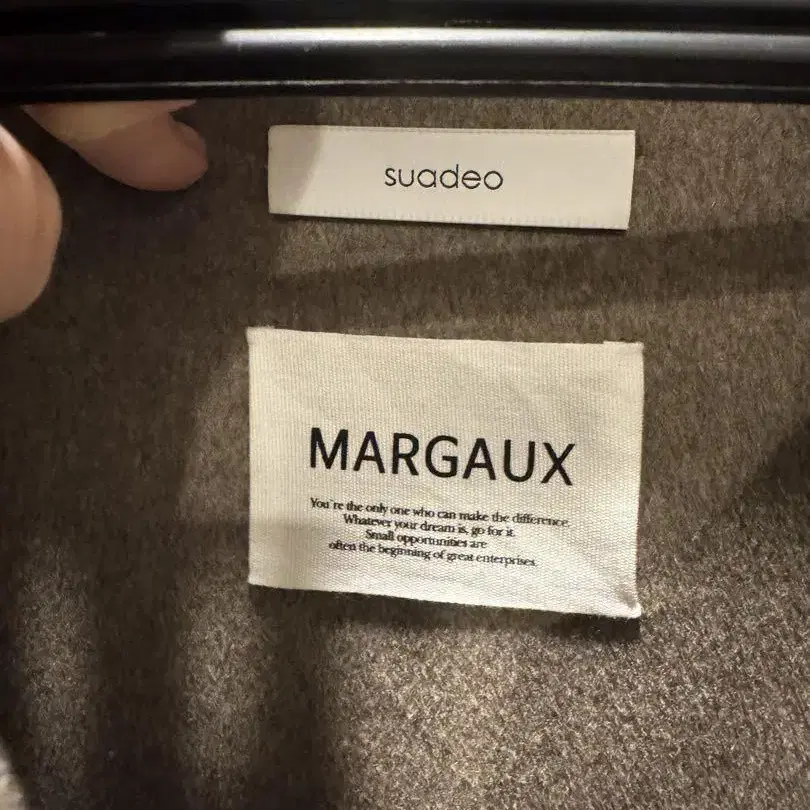 suadeo
MARGAUX
You're the only one who can make the difference.
Whatever your dream is, go for it.
Small opportunities are
often the beginning of great enterprises.